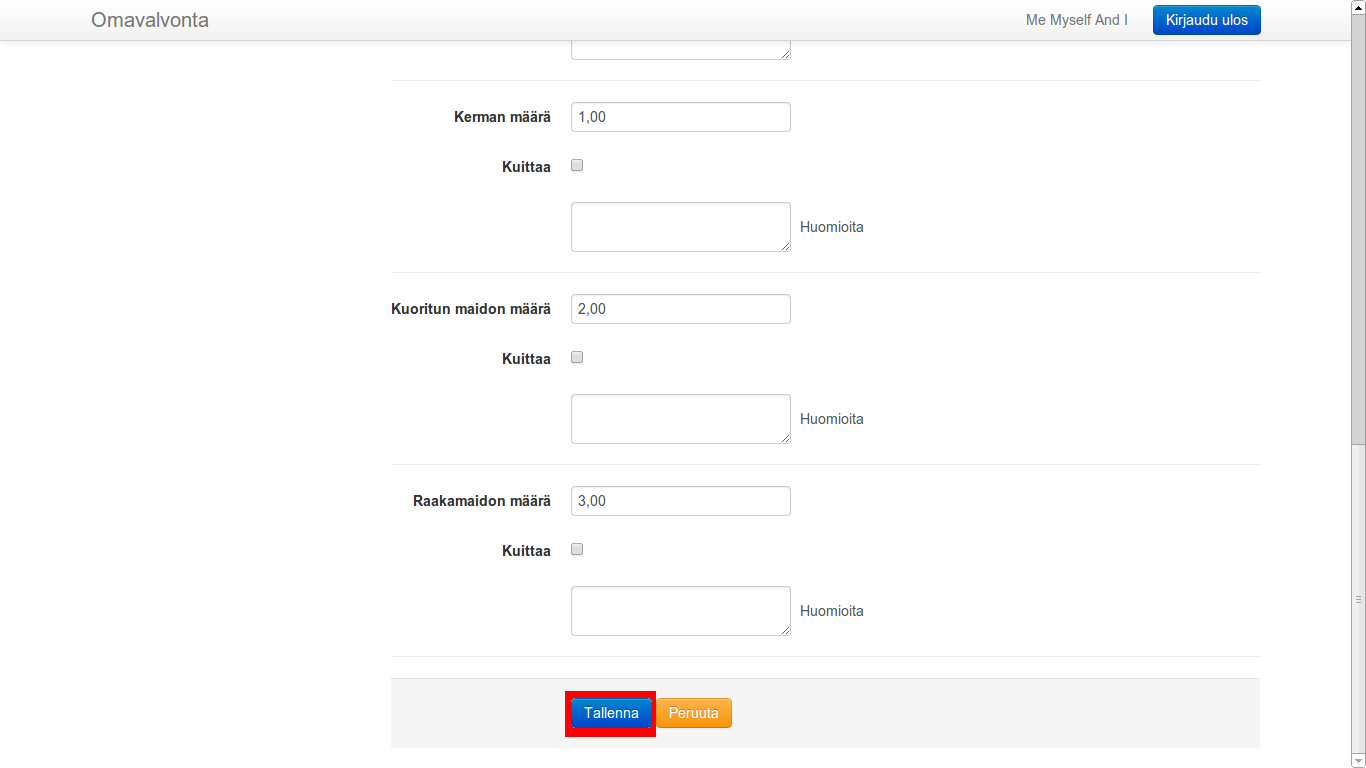 Omavalvonta
Me Myself And I
Kirjaudu ulos
Kerman määrä
1,00
Kuittaa
Huomioita
Kuoritun maidon määrä
2,00
Kuittaa
Huomioita
Raakamaidon määrä
3,00
Kuittaa
Huomioita
Tallenna
Peruuta